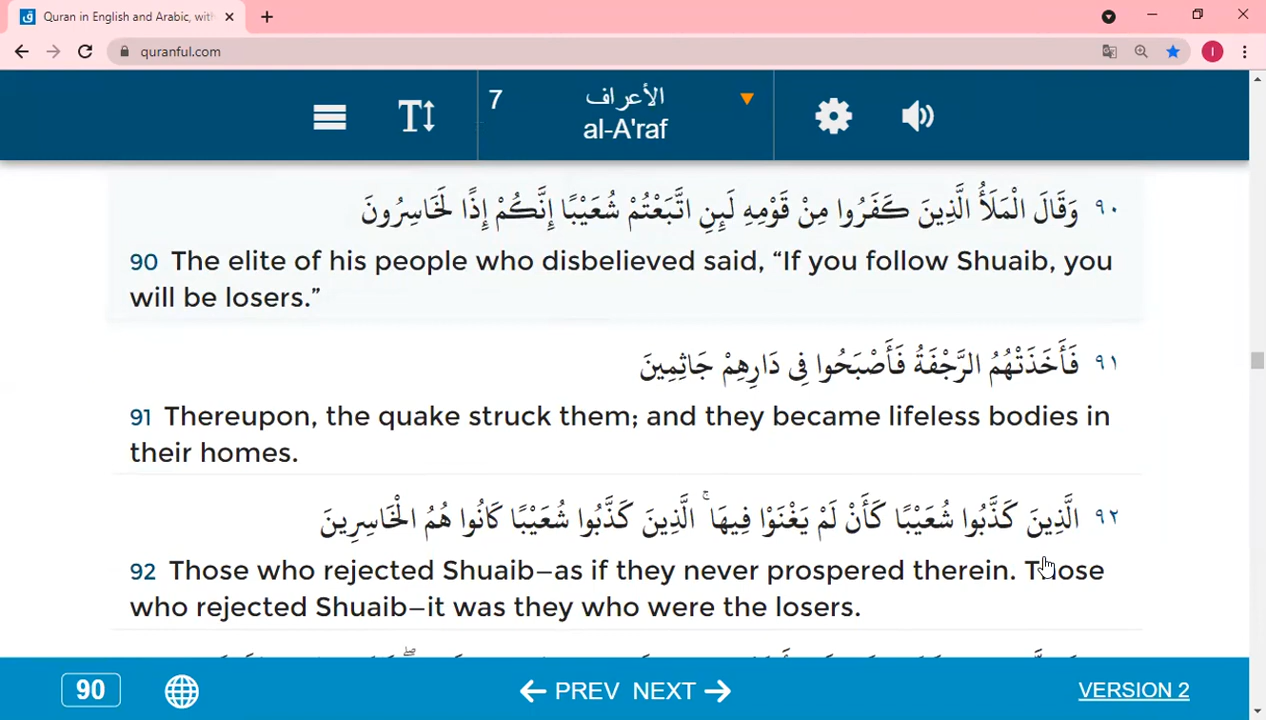 Quran in English and Arabic, with
quranful.com
7
الأعراف
al-A'raf
٩٠ وَقَالَ الْمَلَأُ الَّذِينَ كَفَرُوا مِنْ قَوْمِهِ لَئِنِ اتَّبَعْتُمْ شُعَيْبًا إِنَّكُمْ إِذًا لَخَاسِرُونَ
90 The elite of his people who disbelieved said, “If you follow Shuaib, you
will be losers.”
٩١ فَأَخَذَتْهُمُ الرَّجْفَةُ فَأَصْبَحُوا فِى دَارِهِمْ جَاثِمِينَ
91 Thereupon, the quake struck them; and they became lifeless bodies in
their homes.
٩٢ الَّذِينَ كَذَّبُوا شُعَيْبًا كَأَنْ لَمْ يَغْنَوْا فِيهَا ۚ الَّذِينَ كَذَّبُوا شُعَيْبًا كَانُوا هُمُ الْخَاسِرِينَ
92 Those who rejected Shuaib—as if they never prospered therein. Those
who rejected Shuaib—it was they who were the losers.
90
PREV NEXT
VERSION 2